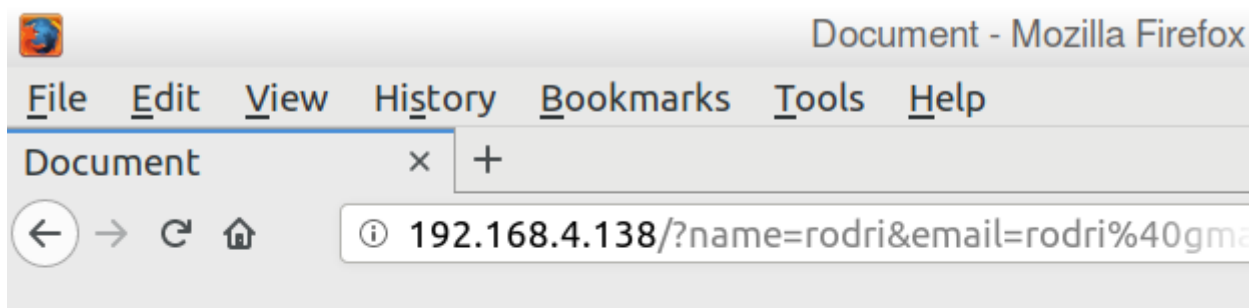 Document - Mozilla Firefox
File Edit View History Bookmarks Tools Help
Document × +
192.168.4.138/?name=rodri&email=rodri%40gma